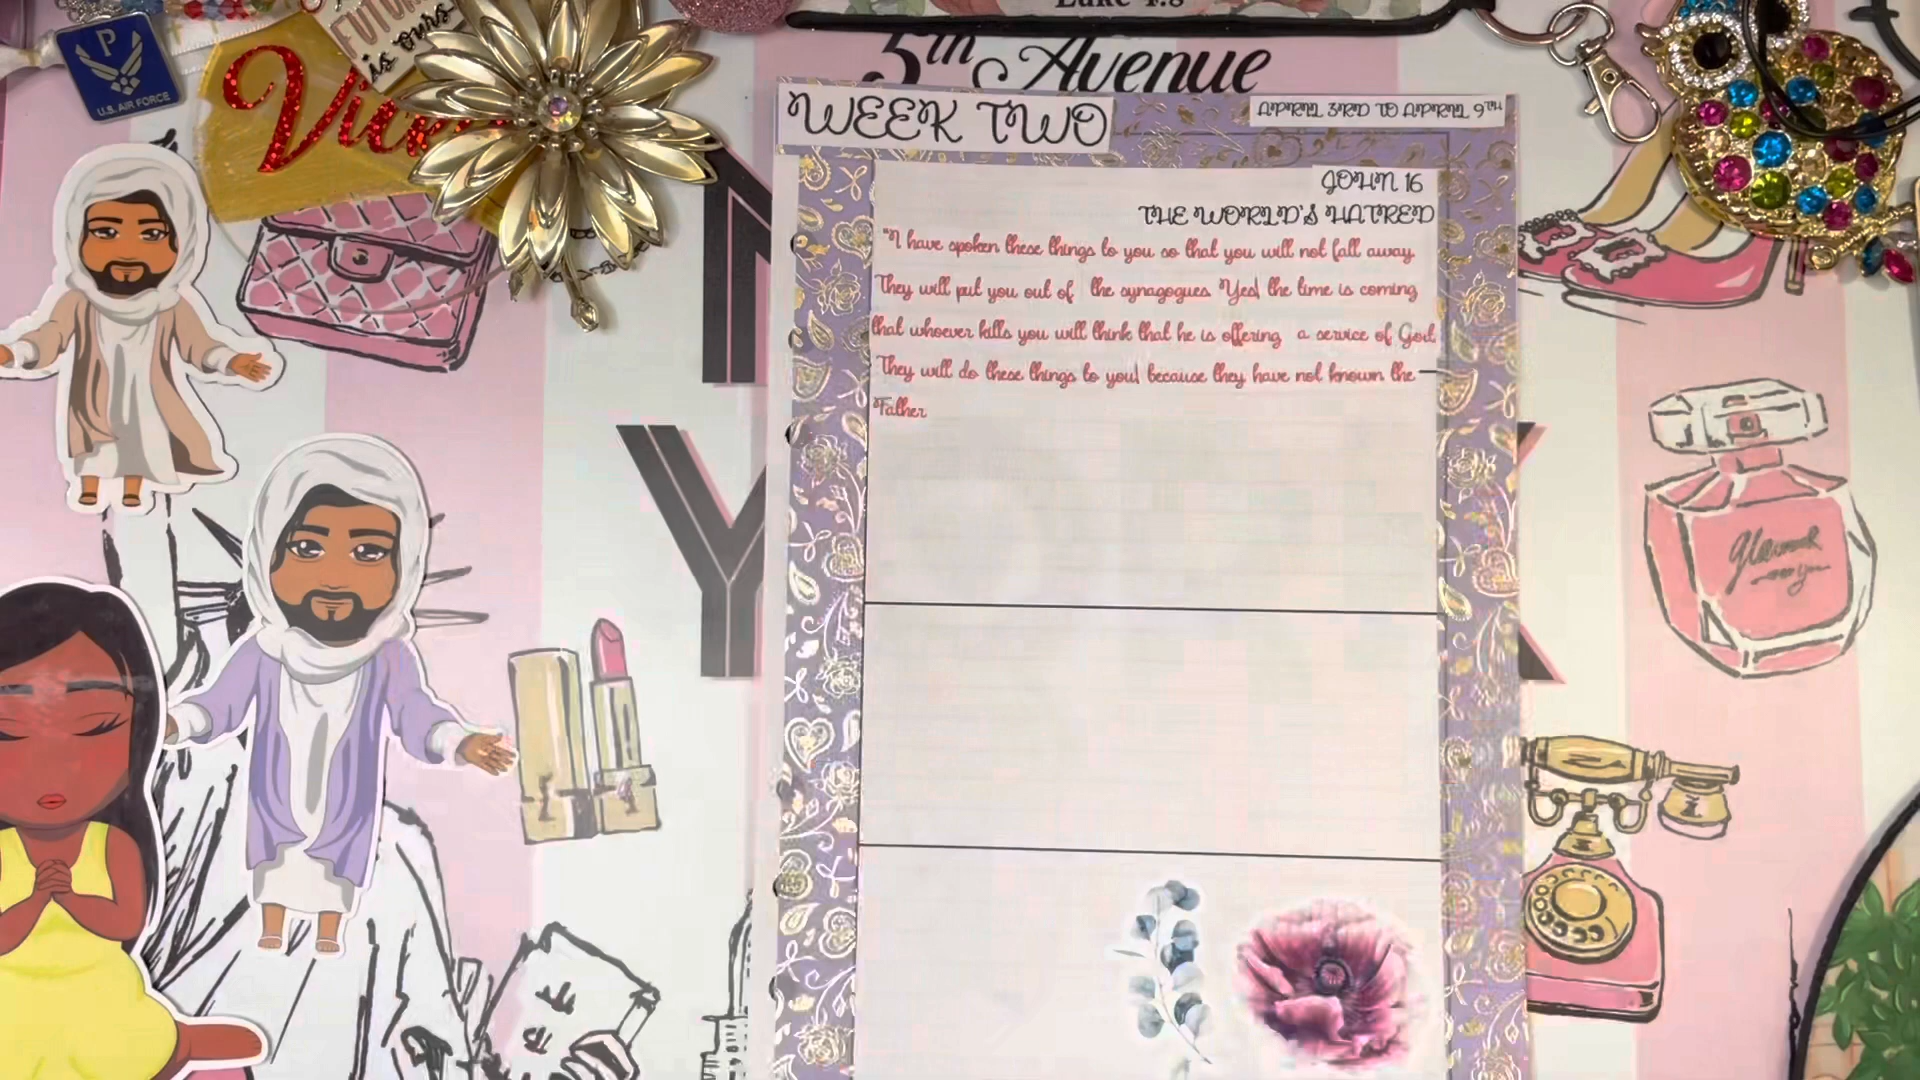 Luke 1:8
FUTURE
is ours
P
U.S. AIR FORCE
5th Avenue
WEEK TWO
APRIL 3RD TO APRIL 9TH
JOHN 16
THE WORLD'S HATRED
"I have spoken these things to you so that you will not fall away.
They will put you out of the synagogues. Yes, the time is coming
that whoever kills you will think that he is offering a service of God.
They will do these things to you, because they have not known the
Father
N
Y
K